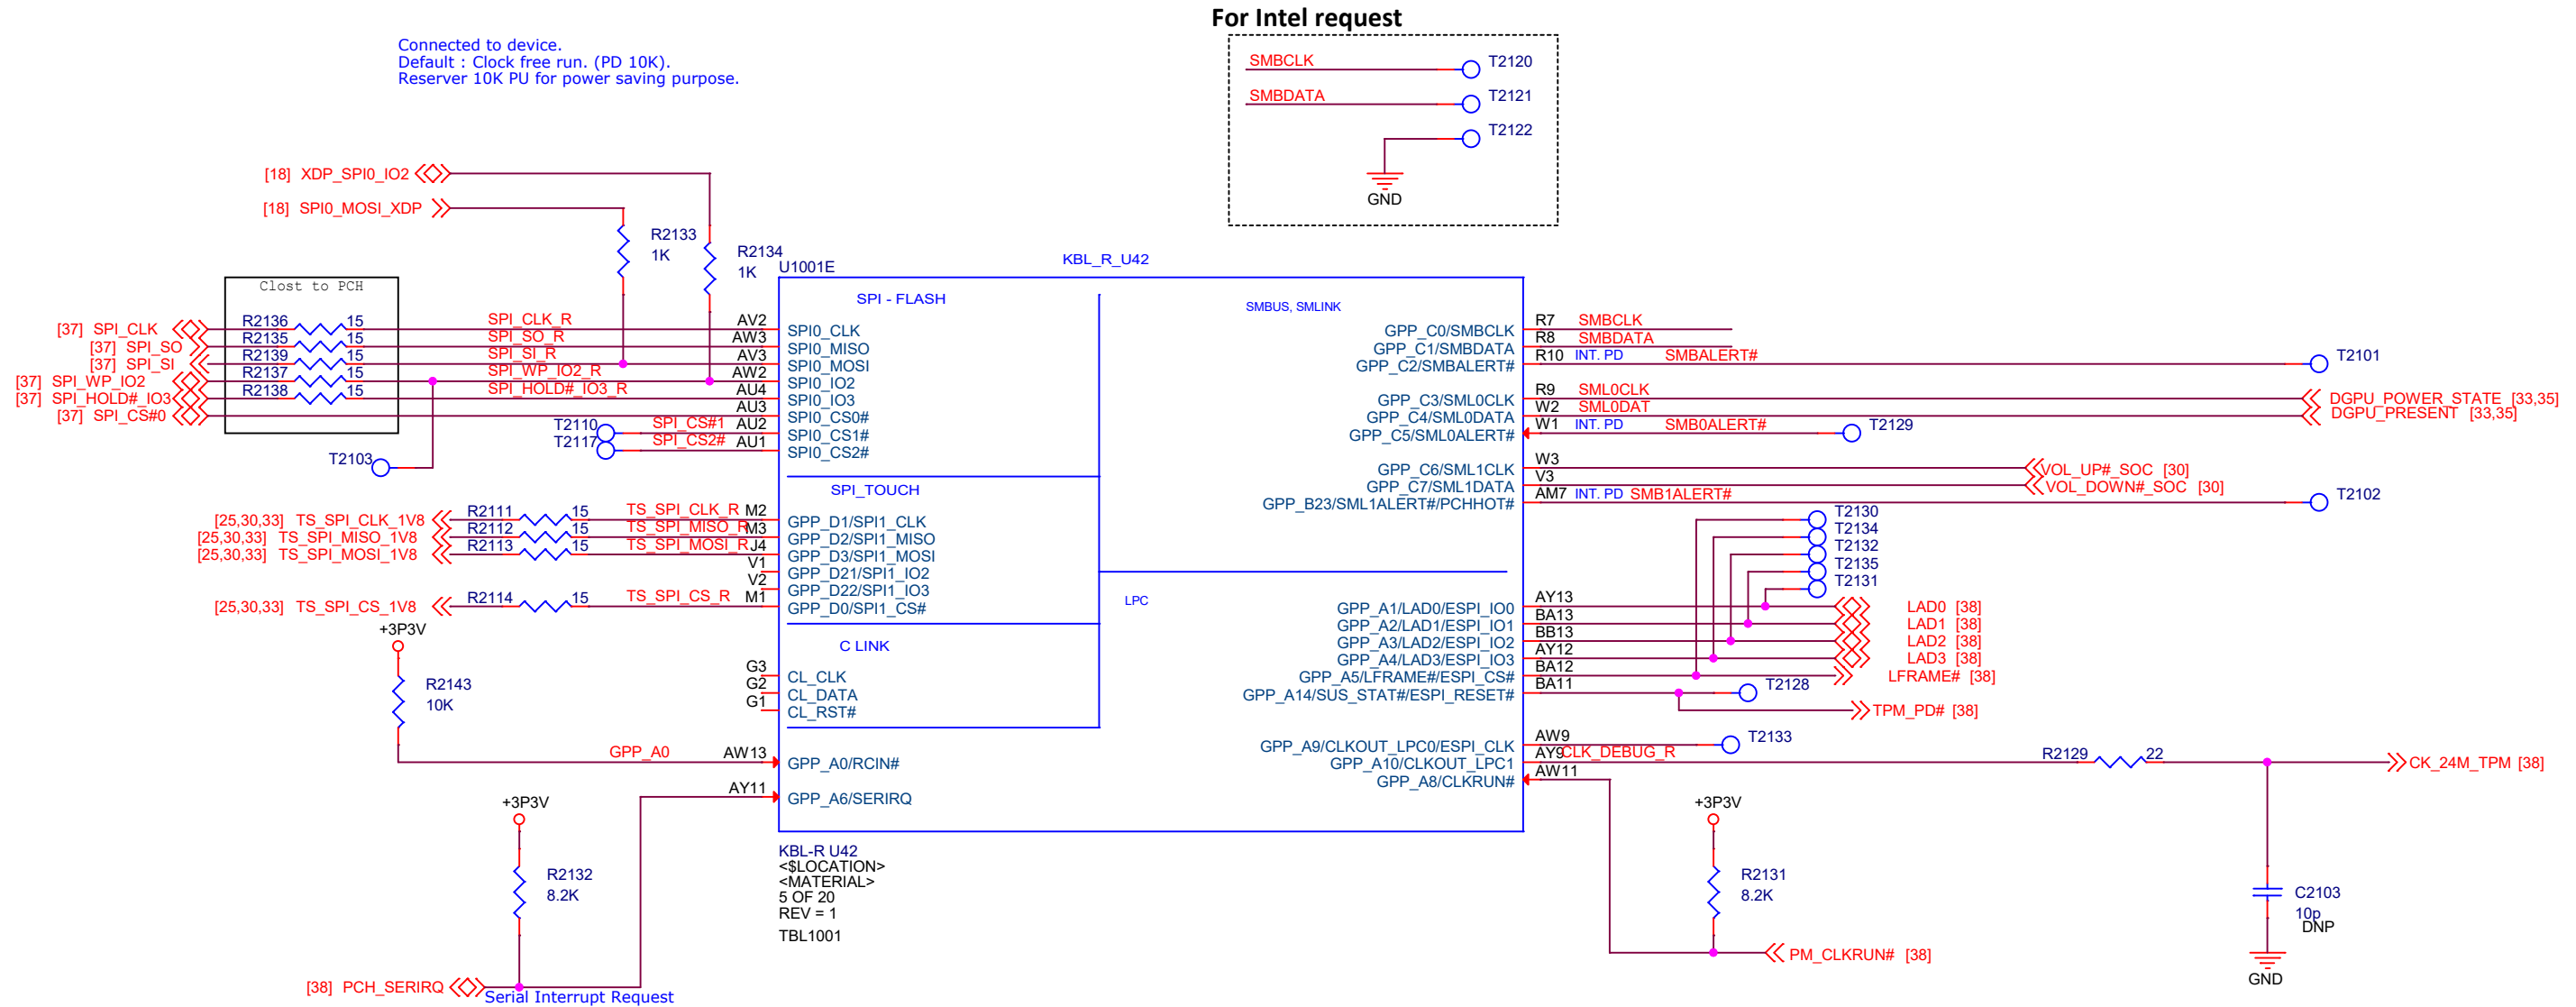 For Intel request
Connected to device.
Default : Clock free run. (PD 10K).
Reserver 10K PU for power saving purpose.
SMBCLK T2120
SMBDATA T2121
T2122
GND
[18] XDP_SPI0_IO2
[18] SPI0_MOSI_XDP
R2133
1K
R2134
1K
U1001E
KBL_R_U42
Clost to PCH
SPI - FLASH
SMBUS, SMLINK
[37] SPI_CLK R2136 15 SPI_CLK_R AV2 SPI0_CLK
[37] SPI_SO R2135 15 SPI_SO_R AW3 SPI0_MISO
[37] SPI_SI R2139 15 SPI_SI_R AV3 SPI0_MOSI
[37] SPI_WP_IO2 R2137 15 SPI_WP_IO2_R AW2 SPI0_IO2
[37] SPI_HOLD#_IO3 R2138 15 SPI_HOLD#_IO3_R AU4 SPI0_IO3
[37] SPI_CS#0 AU3 SPI0_CS0#
T2110 SPI_CS#1 AU2 SPI0_CS1#
T2117 SPI_CS2# AU1 SPI0_CS2#
T2103
GPP_C0/SMBCLK R7 SMBCLK
GPP_C1/SMBDATA R8 SMBDATA
GPP_C2/SMBALERT# R10 INT. PD SMBALERT# T2101
GPP_C3/SML0CLK R9 SML0CLK DGPU_POWER_STATE [33,35]
GPP_C4/SML0DATA W2 SML0DAT DGPU_PRESENT [33,35]
GPP_C5/SML0ALERT# W1 INT. PD SMB0ALERT# T2129
GPP_C6/SML1CLK W3 VOL_UP#_SOC [30]
GPP_C7/SML1DATA V3 VOL_DOWN#_SOC [30]
GPP_B23/SML1ALERT#/PCHHOT# AM7 INT. PD SMB1ALERT# T2102
SPI_TOUCH
[25,30,33] TS_SPI_CLK_1V8 R2111 15 TS_SPI_CLK_R M2 GPP_D1/SPI1_CLK
[25,30,33] TS_SPI_MISO_1V8 R2112 15 TS_SPI_MISO_R M3 GPP_D2/SPI1_MISO
[25,30,33] TS_SPI_MOSI_1V8 R2113 15 TS_SPI_MOSI_R J4 GPP_D3/SPI1_MOSI
V1 GPP_D21/SPI1_IO2
V2 GPP_D22/SPI1_IO3
[25,30,33] TS_SPI_CS_1V8 R2114 15 TS_SPI_CS_R M1 GPP_D0/SPI1_CS#
T2130
T2134
T2132
T2135
T2131
LPC
GPP_A1/LAD0/ESPI_IO0 AY13 LAD0 [38]
GPP_A2/LAD1/ESPI_IO1 BA13 LAD1 [38]
GPP_A3/LAD2/ESPI_IO2 BB13 LAD2 [38]
GPP_A4/LAD3/ESPI_IO3 AY12 LAD3 [38]
GPP_A5/LFRAME#/ESPI_CS# BA12 LFRAME# [38]
GPP_A14/SUS_STAT#/ESPI_RESET# BA11 T2128
TPM_PD# [38]
C LINK
G3 CL_CLK
G2 CL_DATA
G1 CL_RST#
+3P3V
R2143
10K
GPP_A0 AW13 GPP_A0/RCIN#
AY11 GPP_A6/SERIRQ
GPP_A9/CLKOUT_LPC0/ESPI_CLK AW9 T2133
GPP_A10/CLKOUT_LPC1 AY9 CLK_DEBUG_R R2129 22 CK_24M_TPM [38]
GPP_A8/CLKRUN# AW11
+3P3V
R2132
8.2K
+3P3V
R2131
8.2K
KBL-R U42
<$LOCATION>
<MATERIAL>
5 OF 20
REV = 1
TBL1001
C2103
10p
DNP
GND
PM_CLKRUN# [38]
[38] PCH_SERIRQ
Serial Interrupt Request